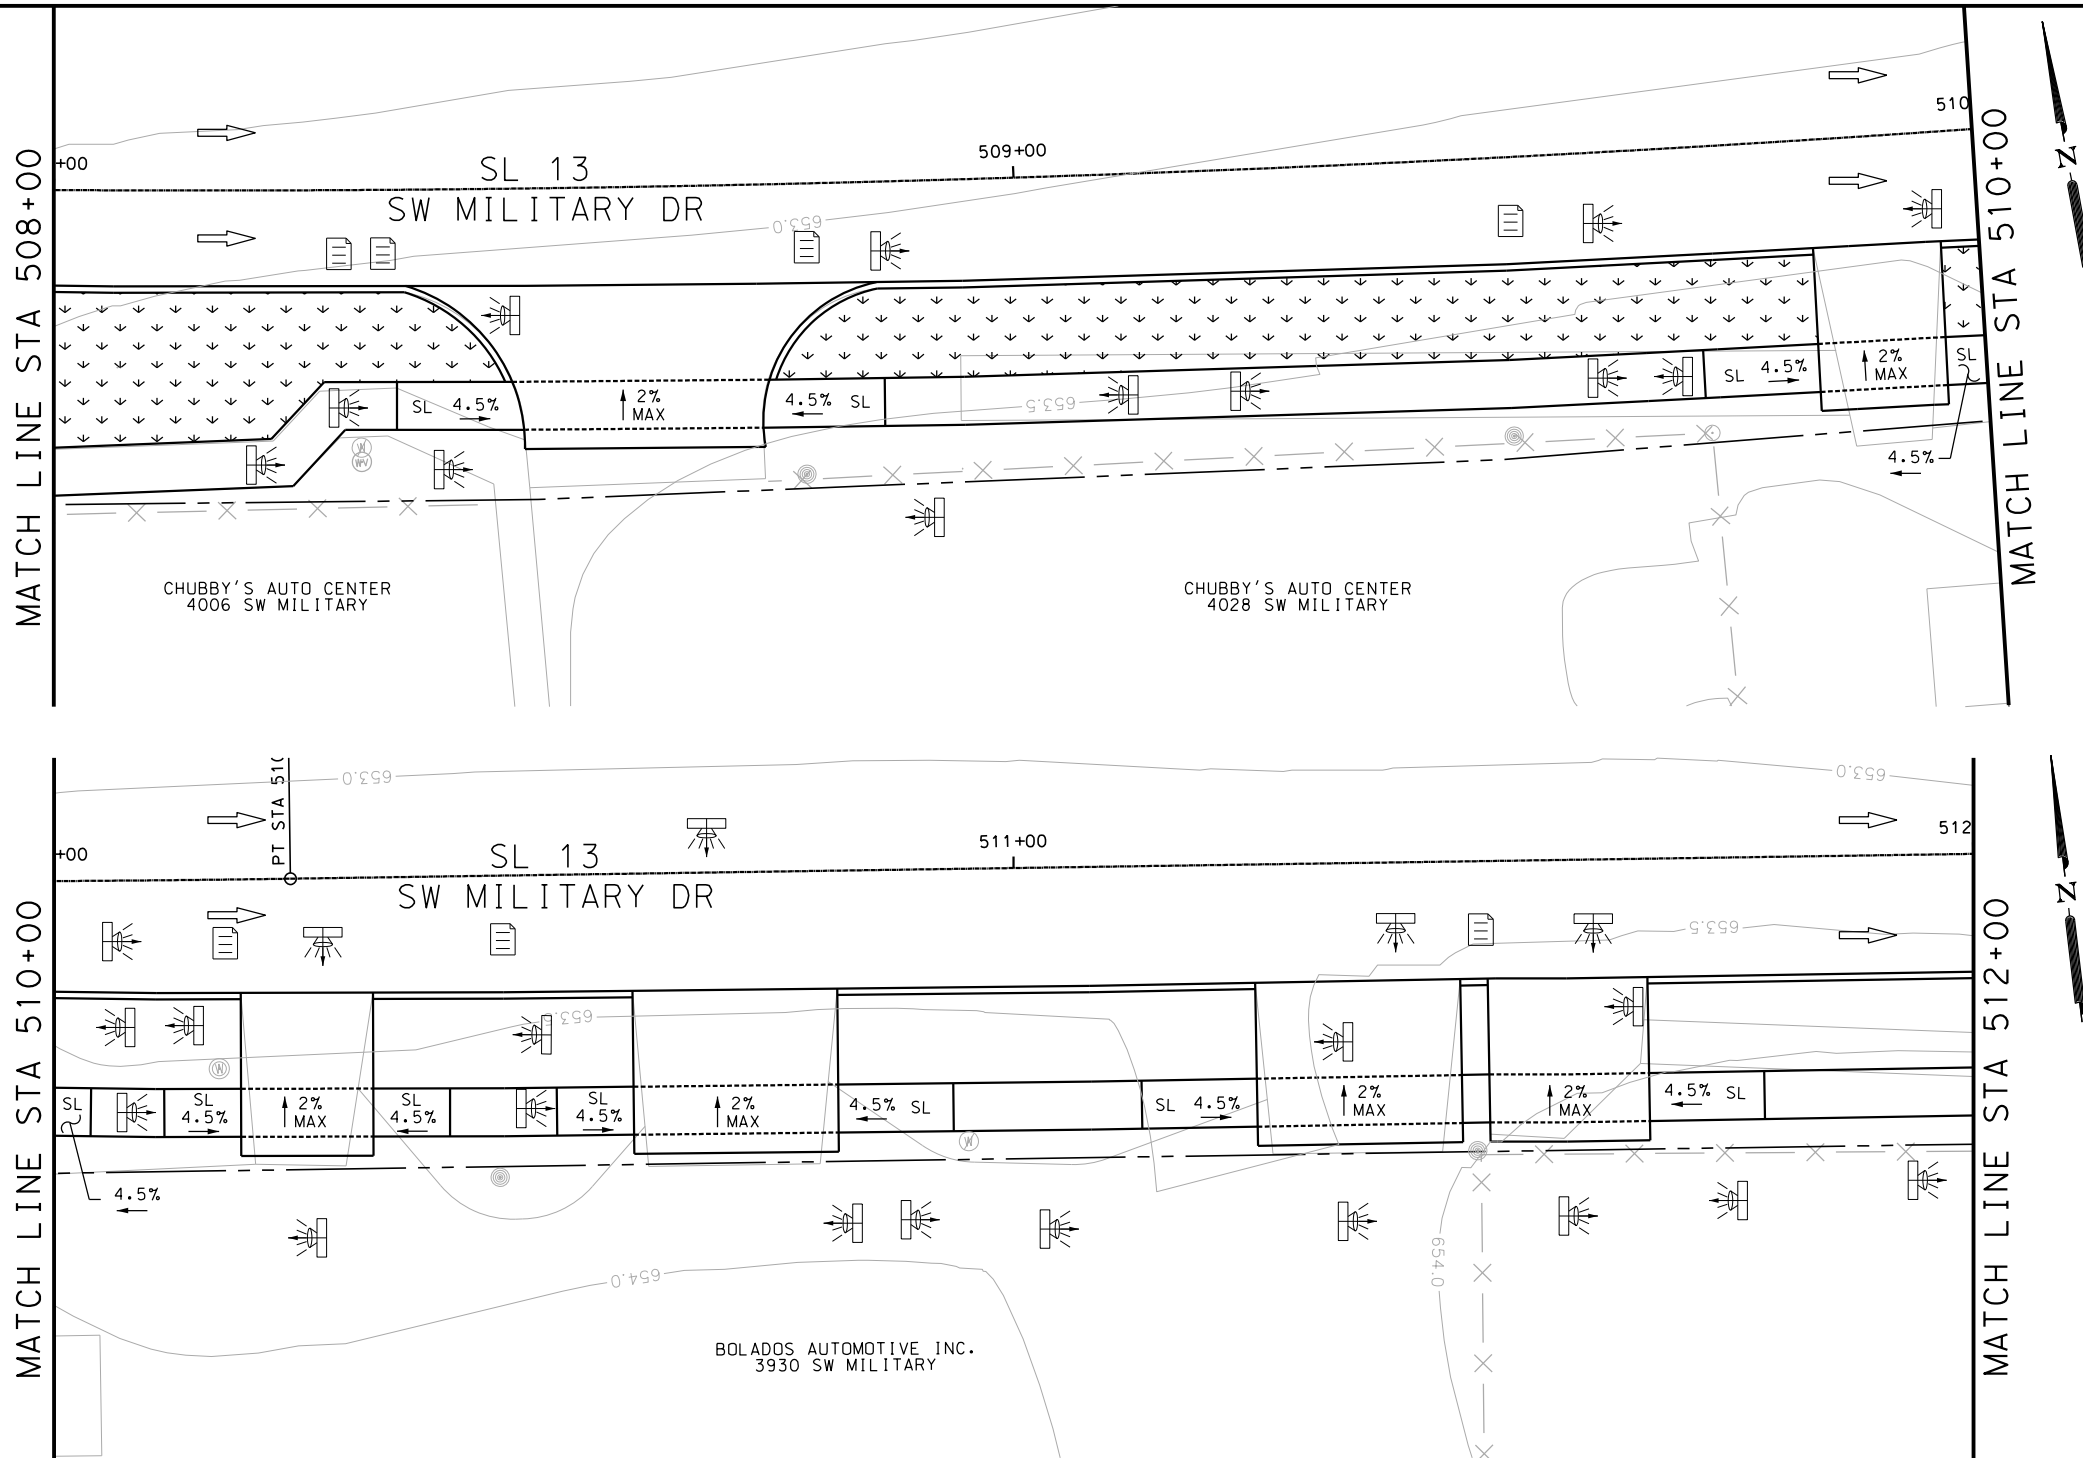 MATCH LINE STA 508+00
+00
SL 13
SW MILITARY DR
509+00
510
MATCH LINE STA 510+00
N
653.0
653.5
SL 4.5%
2%
MAX
4.5% SL
SL 4.5%
2%
MAX
SL
4.5%
CHUBBY'S AUTO CENTER
4006 SW MILITARY
CHUBBY'S AUTO CENTER
4028 SW MILITARY
W
WV
MATCH LINE STA 510+00
+00
PT STA 510
SL 13
SW MILITARY DR
511+00
512
MATCH LINE STA 512+00
N
653.0
653.0
653.5
653.5
W
SL
4.5%
SL
4.5%
2%
MAX
SL
4.5%
SL
4.5%
2%
MAX
4.5% SL
W
SL 4.5%
2%
MAX
2%
MAX
4.5% SL
654.0
654.0
BOLADOS AUTOMOTIVE INC.
3930 SW MILITARY